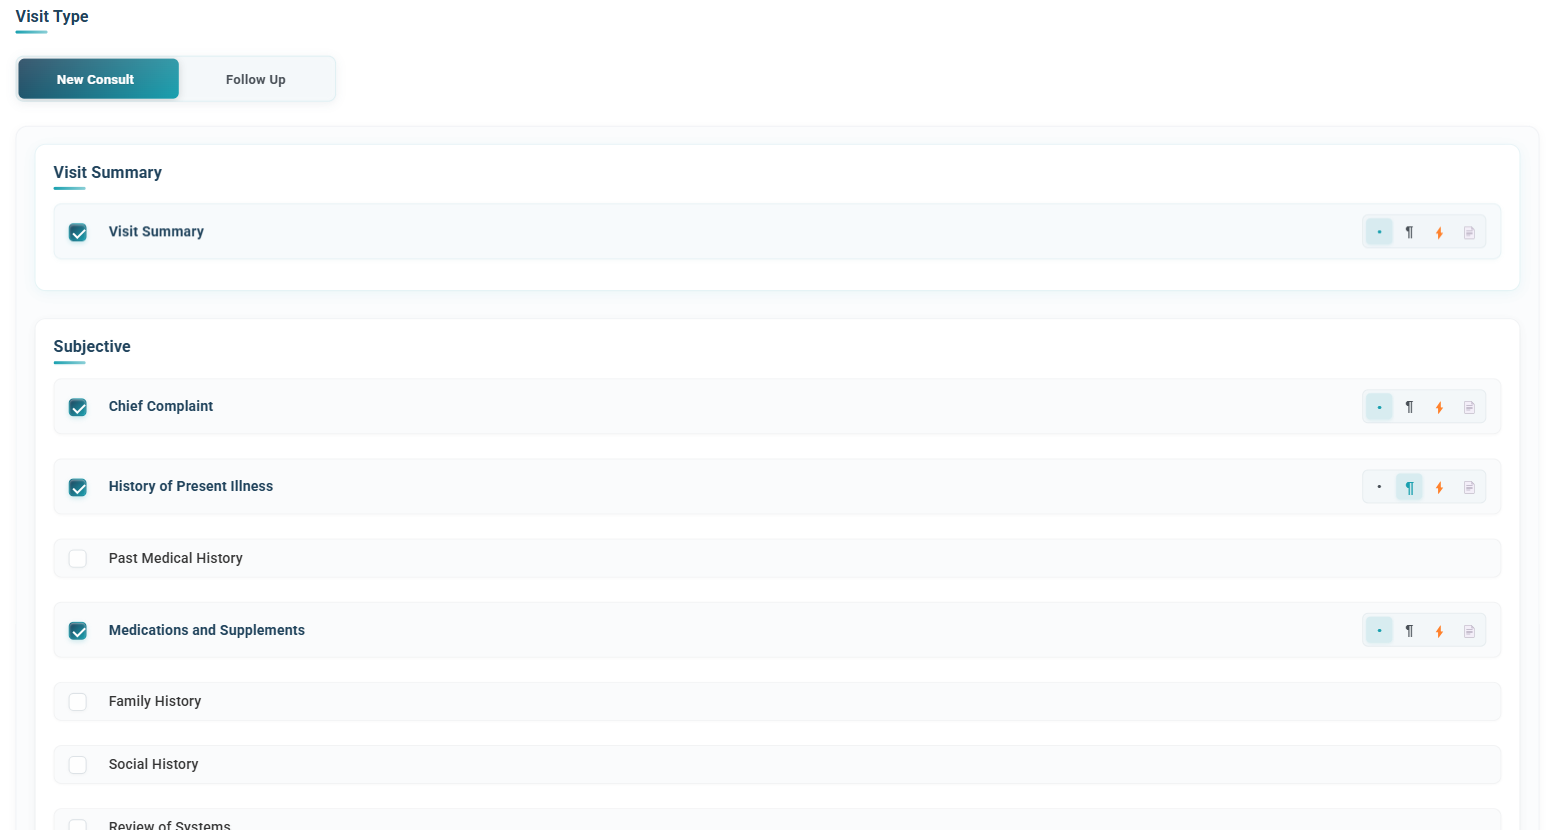 Visit Type
New Consult Follow Up
Visit Summary
Visit Summary • ¶
Subjective
Chief Complaint • ¶
History of Present Illness • ¶
Past Medical History
Medications and Supplements • ¶
Family History
Social History
Review of Systems